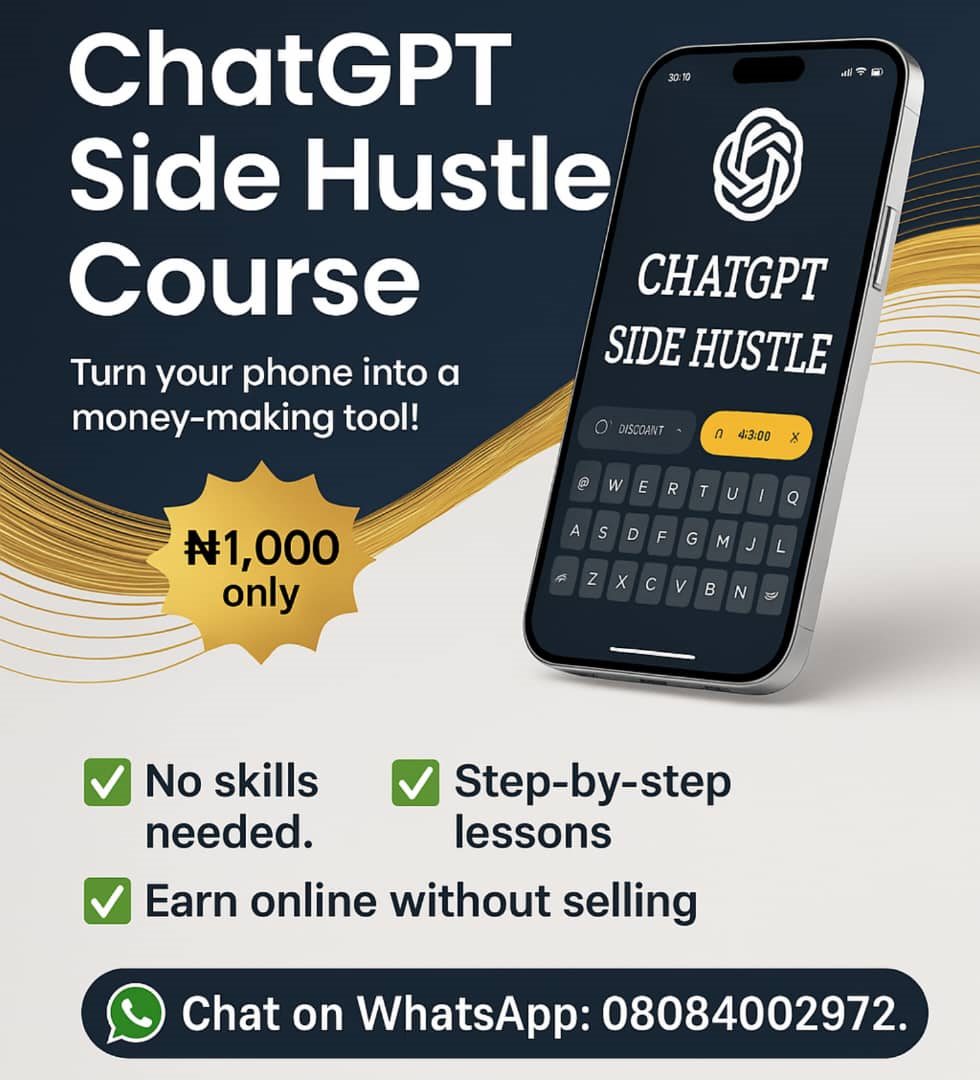 ChatGPT
Side Hustle
Course
Turn your phone into a
money-making tool!
₦1,000
only
30:10
CHATGPT
SIDE HUSTLE
DISCOANT
4:3:00 X
@ W E R T U I Q
A S D F G M J L
Z X C V B N
✅ No skills
needed.
✅ Step-by-step
lessons
✅ Earn online without selling
Chat on WhatsApp: 08084002972.